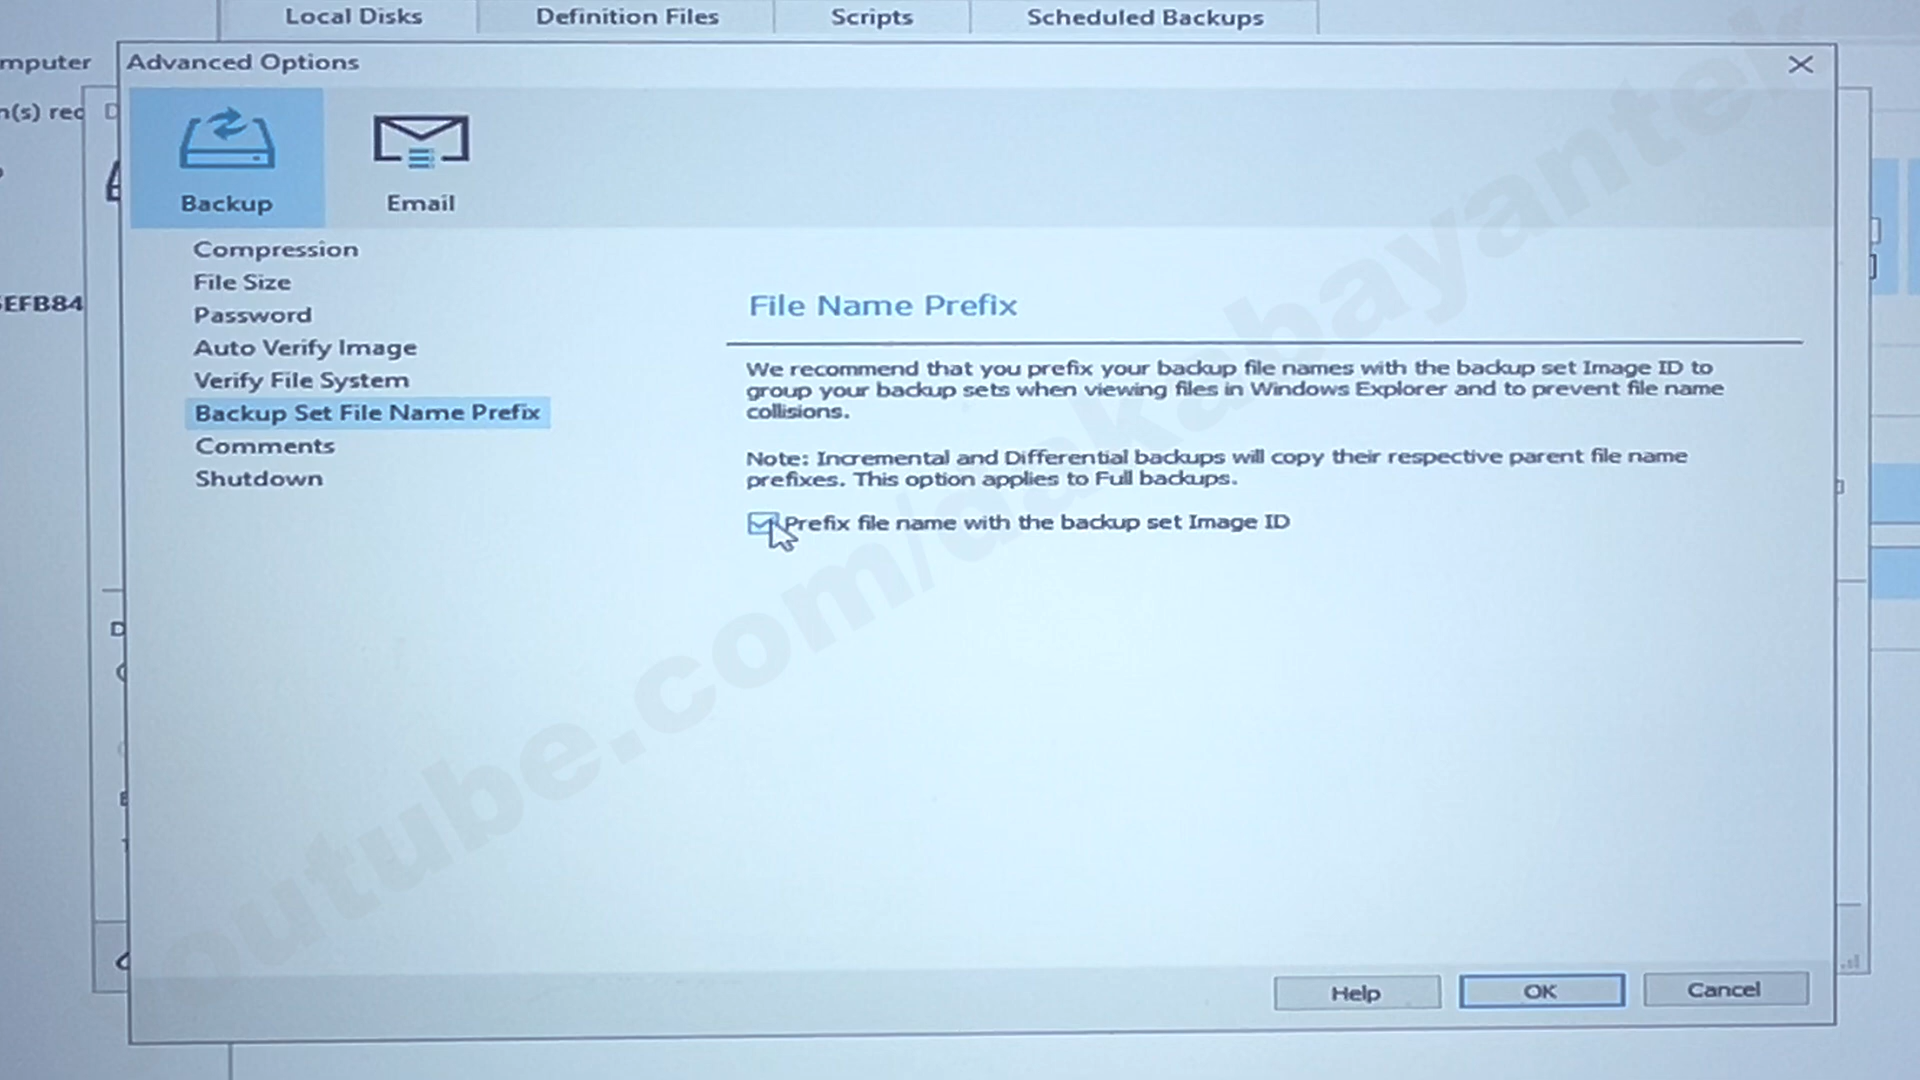 Local Disks
Definition Files
Scripts
Scheduled Backups
mputer
Advanced Options
n(s) rec
Backup
Email
Compression
File Size
EFB84
File Name Prefix
Password
Auto Verify Image
We recommend that you prefix your backup file names with the backup set Image ID to
Verify File System
group your backup sets when viewing files in Windows Explorer and to prevent file name
Backup Set File Name Prefix
collisions.
Comments
Note: Incremental and Differential backups will copy their respective parent file name
Shutdown
prefixes. This option applies to Full backups.
Prefix file name with the backup set Image ID
outube.com/dakabayantek
Help
OK
Cancel